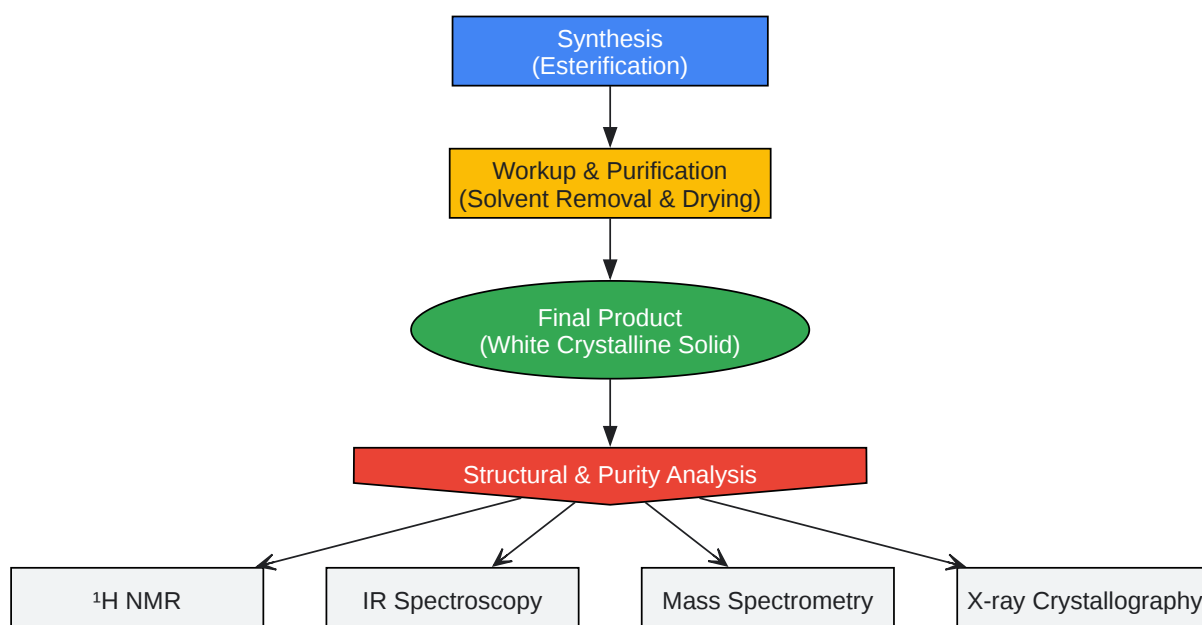 Synthesis
(Esterification)
Workup & Purification
(Solvent Removal & Drying)
Final Product
(White Crystalline Solid)
Structural & Purity Analysis
¹H NMR
IR Spectroscopy
Mass Spectrometry
X-ray Crystallography